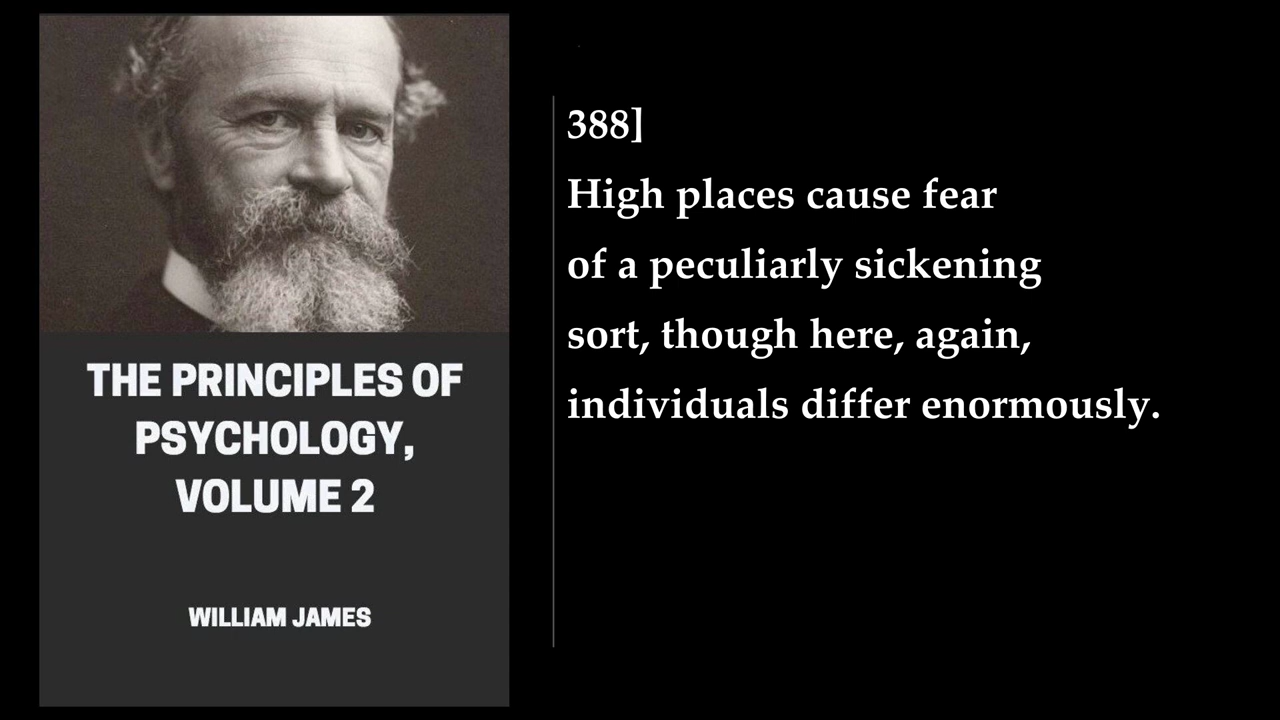 THE PRINCIPLES OF
PSYCHOLOGY,
VOLUME 2
WILLIAM JAMES
388]
High places cause fear
of a peculiarly sickening
sort, though here, again,
individuals differ enormously.